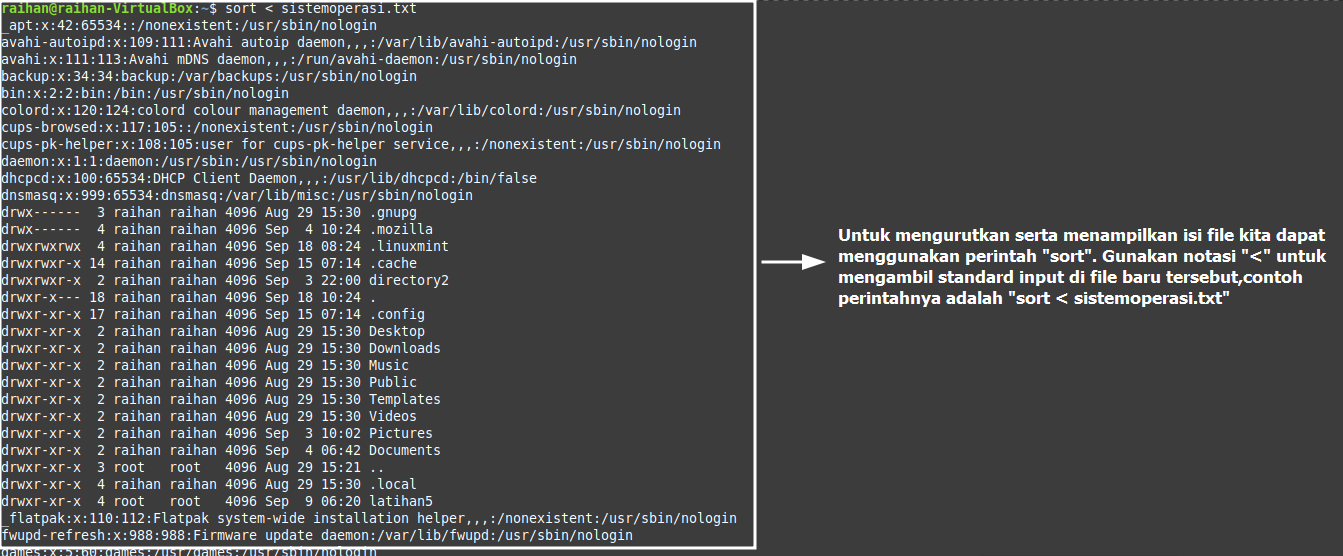 raihan@raihan-VirtualBox:~$ sort < sistemoperasi.txt
_apt:x:42:65534::/nonexistent:/usr/sbin/nologin
avahi-autoipd:x:109:111:Avahi autoip daemon,,,:/var/lib/avahi-autoipd:/usr/sbin/nologin
avahi:x:111:113:Avahi mDNS daemon,,,:/run/avahi-daemon:/usr/sbin/nologin
backup:x:34:34:backup:/var/backups:/usr/sbin/nologin
bin:x:2:2:bin:/bin:/usr/sbin/nologin
colord:x:120:124:colord colour management daemon,,,:/var/lib/colord:/usr/sbin/nologin
cups-browsed:x:117:105::/nonexistent:/usr/sbin/nologin
cups-pk-helper:x:108:105:user for cups-pk-helper service,,,:/nonexistent:/usr/sbin/nologin
daemon:x:1:1:daemon:/usr/sbin:/usr/sbin/nologin
dhcpcd:x:100:65534:DHCP Client Daemon,,,:/usr/lib/dhcpcd:/bin/false
dnsmasq:x:999:65534:dnsmasq:/var/lib/misc:/usr/sbin/nologin
drwx------  3 raihan raihan 4096 Aug 29 15:30 .gnupg
drwx------  4 raihan raihan 4096 Sep  4 10:24 .mozilla
drwxrwxrwx  4 raihan raihan 4096 Sep 18 08:24 .linuxmint
drwxrwxr-x 14 raihan raihan 4096 Sep 15 07:14 .cache
drwxrwxr-x  2 raihan raihan 4096 Sep  3 22:00 directory2
drwxr-x--- 18 raihan raihan 4096 Sep 18 10:24 .
drwxr-xr-x 17 raihan raihan 4096 Sep 15 07:14 .config
drwxr-xr-x  2 raihan raihan 4096 Aug 29 15:30 Desktop
drwxr-xr-x  2 raihan raihan 4096 Aug 29 15:30 Downloads
drwxr-xr-x  2 raihan raihan 4096 Aug 29 15:30 Music
drwxr-xr-x  2 raihan raihan 4096 Aug 29 15:30 Public
drwxr-xr-x  2 raihan raihan 4096 Aug 29 15:30 Templates
drwxr-xr-x  2 raihan raihan 4096 Aug 29 15:30 Videos
drwxr-xr-x  2 raihan raihan 4096 Sep  3 10:02 Pictures
drwxr-xr-x  2 raihan raihan 4096 Sep  4 06:42 Documents
drwxr-xr-x  3 root   root   4096 Aug 29 15:21 ..
drwxr-xr-x  4 raihan raihan 4096 Aug 29 15:30 .local
drwxr-xr-x  4 root   root   4096 Sep  9 06:20 latihan5
_flatpak:x:110:112:Flatpak system-wide installation helper,,,:/nonexistent:/usr/sbin/nologin
fwupd-refresh:x:988:988:Firmware update daemon:/var/lib/fwupd:/usr/sbin/nologin
games:x:5:60:games:/usr/games:/usr/sbin/nologin
Untuk mengurutkan serta menampilkan isi file kita dapat
menggunakan perintah "sort". Gunakan notasi "<" untuk
mengambil standard input di file baru tersebut,contoh
perintahnya adalah "sort < sistemoperasi.txt"